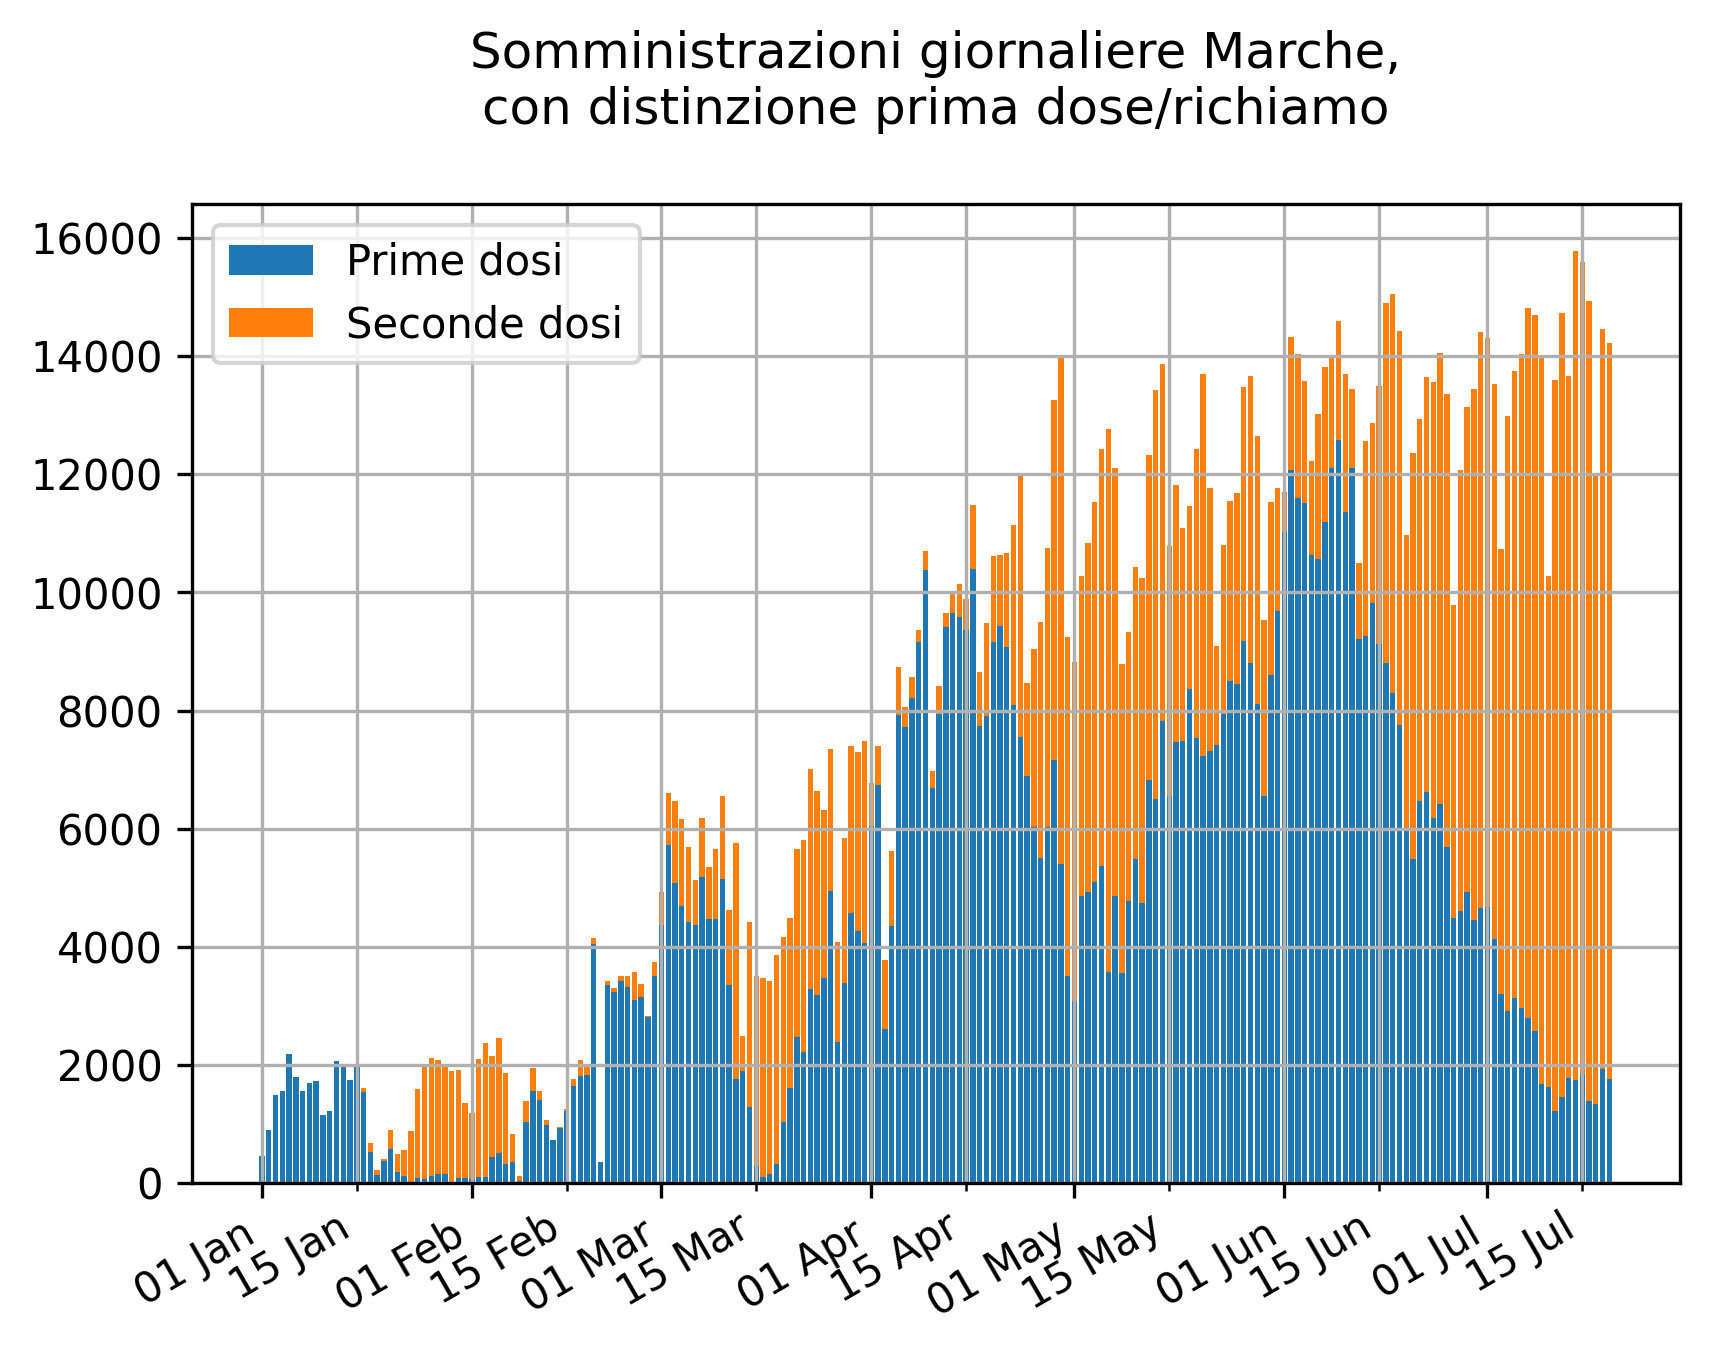 Somministrazioni giornaliere Marche,
con distinzione prima dose/richiamo
16000
14000
12000
10000
8000
6000
4000
2000
0
Prime dosi
Seconde dosi
01 Jan
15 Jan
01 Feb
15 Feb
01 Mar
15 Mar
01 Apr
15 Apr
01 May
15 May
01 Jun
15 Jun
01 Jul
15 Jul